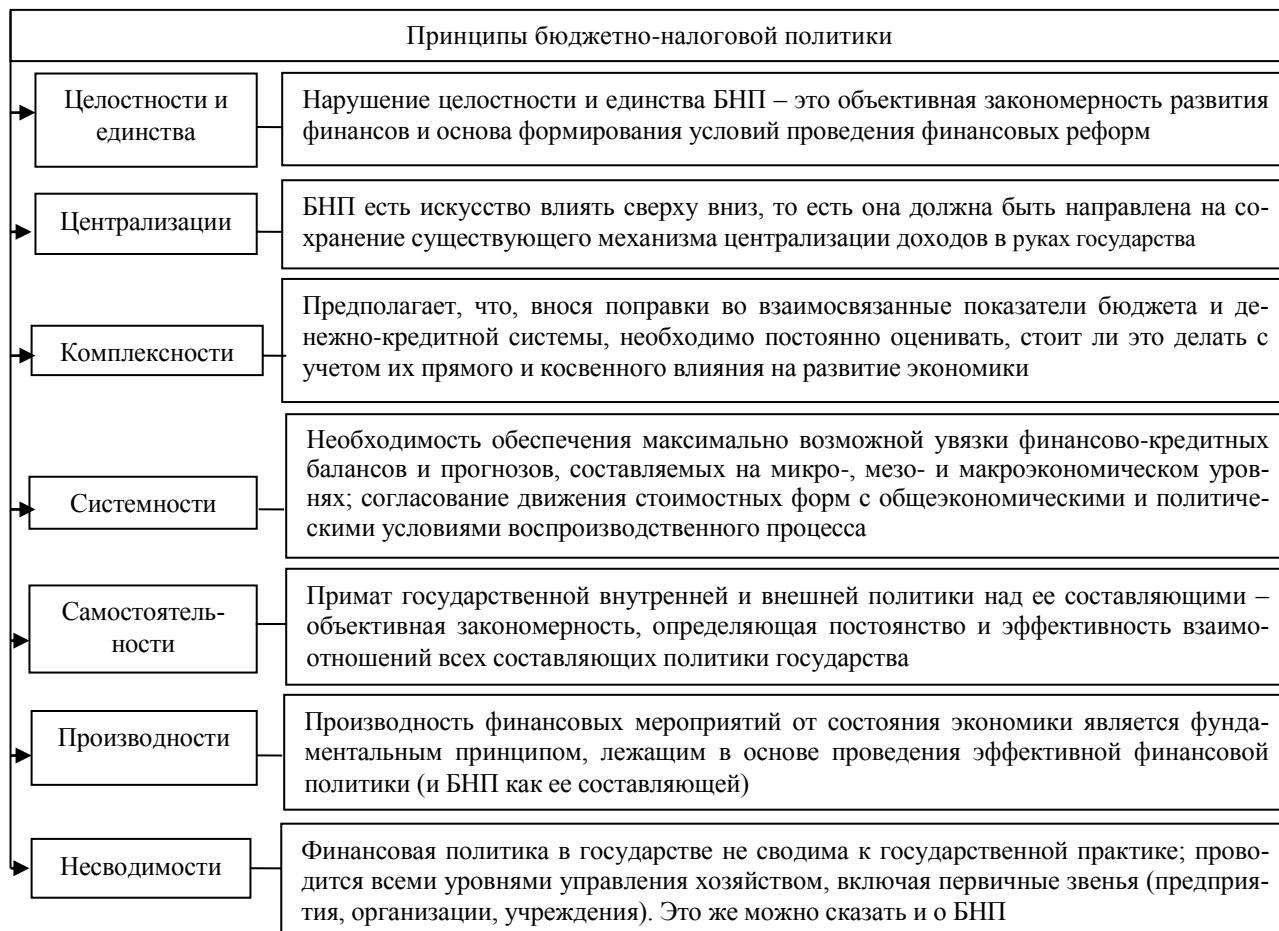 Принципы бюджетно-налоговой политики
Целостности и
единства
Нарушение целостности и единства БНП – это объективная закономерность развития
финансов и основа формирования условий проведения финансовых реформ
Централизации
БНП есть искусство влиять сверху вниз, то есть она должна быть направлена на со-
хранение существующего механизма централизации доходов в руках государства
Комплексности
Предполагает, что, внося поправки во взаимосвязанные показатели бюджета и де-
нежно-кредитной системы, необходимо постоянно оценивать, стоит ли это делать с
учетом их прямого и косвенного влияния на развитие экономики
Системности
Необходимость обеспечения максимально возможной увязки финансово-кредитных
балансов и прогнозов, составляемых на микро-, мезо- и макроэкономическом уров-
нях; согласование движения стоимостных форм с общеэкономическими и политиче-
скими условиями воспроизводственного процесса
Самостоятель-
ности
Примат государственной внутренней и внешней политики над ее составляющими –
объективная закономерность, определяющая постоянство и эффективность взаимо-
отношений всех составляющих политики государства
Производности
Производность финансовых мероприятий от состояния экономики является фунда-
ментальным принципом, лежащим в основе проведения эффективной финансовой
политики (и БНП как ее составляющей)
Несводимости
Финансовая политика в государстве не сводима к государственной практике; прово-
дится всеми уровнями управления хозяйством, включая первичные звенья (предприя-
тия, организации, учреждения). Это же можно сказать и о БНП